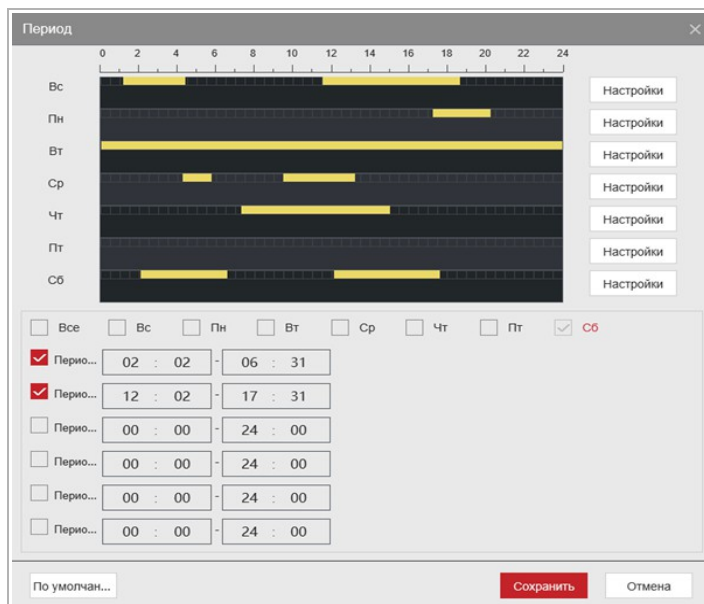 Период
0 2 4 6 8 10 12 14 16 18 20 22 24
Вс Настройки
Пн Настройки
Вт Настройки
Ср Настройки
Чт Настройки
Пт Настройки
Сб Настройки
Все Вс Пн Вт Ср Чт Пт Сб
Перио... 02 : 02 - 06 : 31
Перио... 12 : 02 - 17 : 31
Перио... 00 : 00 - 24 : 00
Перио... 00 : 00 - 24 : 00
Перио... 00 : 00 - 24 : 00
Перио... 00 : 00 - 24 : 00
По умолчан... Сохранить Отмена